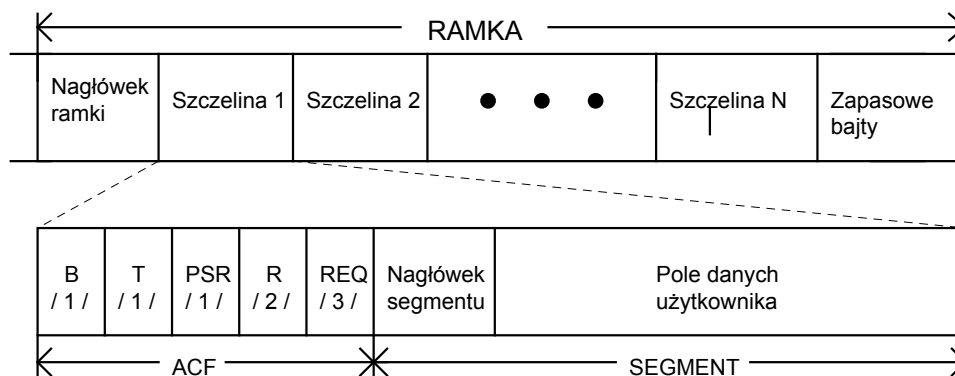 RAMKA
Nagłówek
ramki
Szczelina 1
Szczelina 2
Szczelina N
Zapasowe
bajty
B
/ 1 /
T
/ 1 /
PSR
/ 1 /
R
/ 2 /
REQ
/ 3 /
Nagłówek
segmentu
Pole danych
użytkownika
ACF
SEGMENT